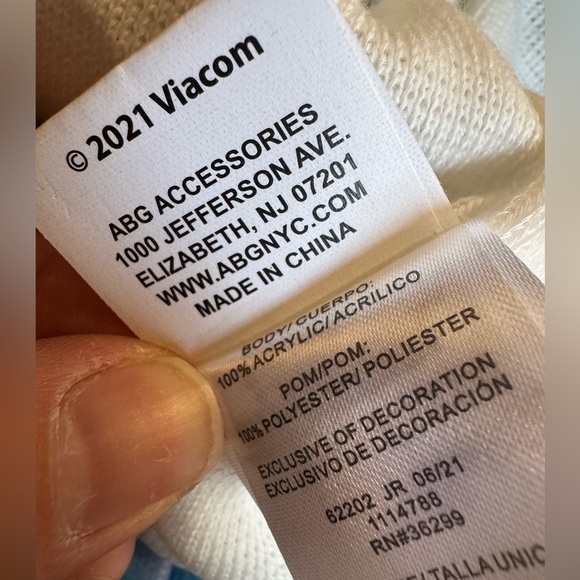 © 2021 Viacom
ABG ACCESSORIES
1000 JEFFERSON AVE.
ELIZABETH, NJ 07201
WWW.ABGNYC.COM
MADE IN CHINA
BODY/CUERPO:
100% ACRYLIC/ACRILICO
POM/POM:
100% POLYESTER/ POLIESTER
EXCLUSIVE OF DECORATION
EXCLUSIVO DE DECORACIÓN
62202 JR 06/21
1114788
RN#36299
TALLA UNIC